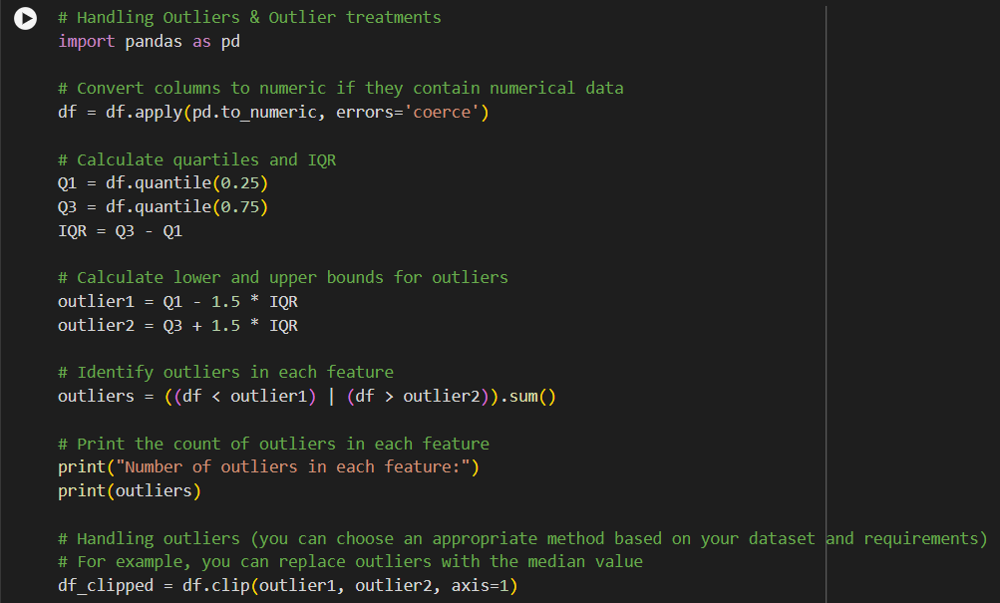 # Handling Outliers & Outlier treatments
import pandas as pd
# Convert columns to numeric if they contain numerical data
df = df.apply(pd.to_numeric, errors='coerce')
# Calculate quartiles and IQR
Q1 = df.quantile(0.25)
Q3 = df.quantile(0.75)
IQR = Q3 - Q1
# Calculate lower and upper bounds for outliers
outlier1 = Q1 - 1.5 * IQR
outlier2 = Q3 + 1.5 * IQR
# Identify outliers in each feature
outliers = ((df < outlier1) | (df > outlier2)).sum()
# Print the count of outliers in each feature
print("Number of outliers in each feature:")
print(outliers)
# Handling outliers (you can choose an appropriate method based on your dataset and requirements)
# For example, you can replace outliers with the median value
df_clipped = df.clip(outlier1, outlier2, axis=1)